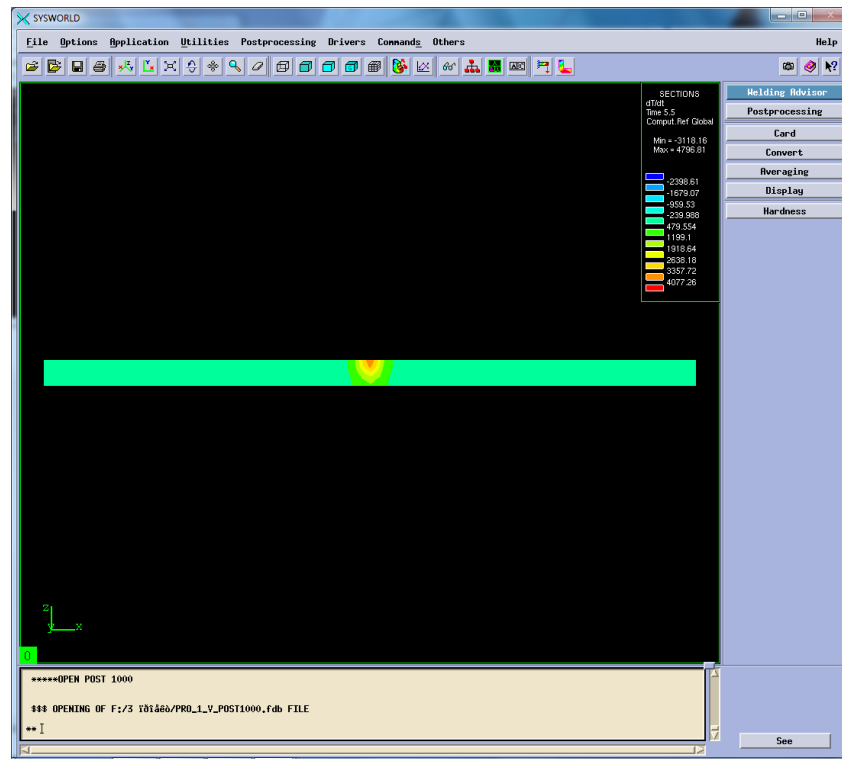 SYSWORLD
File Options Application Utilities Postprocessing Drivers Commands Others Help
SECTIONS
dT/dt
Time 5.5
Comput.Ref Global
Min = -3118.16
Max = 4796.81
-2398.61
-1679.07
-959.53
-239.988
479.554
1199.1
1918.64
2638.18
3357.72
4077.26
Welding Advisor
Postprocessing
Card
Convert
Averaging
Display
Hardness
z
y x
0
*****OPEN POST 1000
$$$ OPENING OF F:/3 ïðîåêò/PRO_1_V_POST1000.fdb FILE
**
See